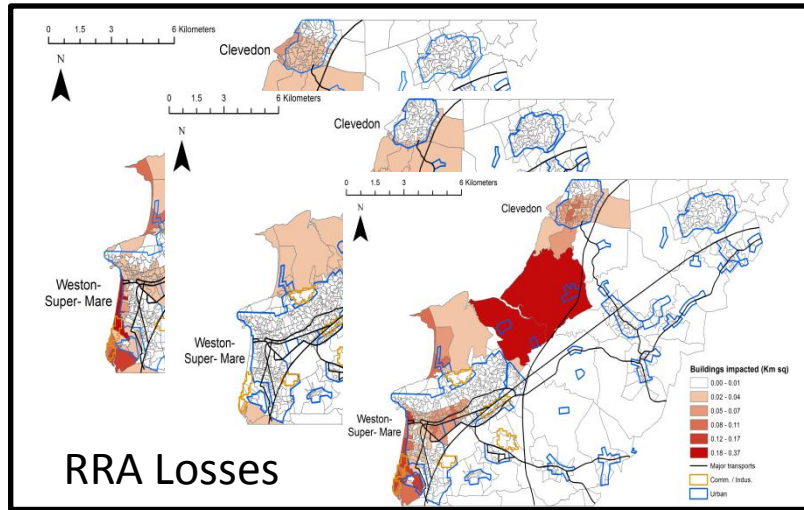 0 1.5 3 6 Kilometers
N
Clevedon
Weston-
Super- Mare
0 1.5 3 6 Kilometers
N
Clevedon
Weston-
Super- Mare
0 1.5 3 6 Kilometers
N
Clevedon
Weston-
Super- Mare
Buildings impacted (Km sq)
0.00 - 0.01
0.02 - 0.04
0.05 - 0.07
0.08 - 0.11
0.12 - 0.17
0.18 - 0.37
Major transports
Comm. / Indus.
Urban
RRA Losses